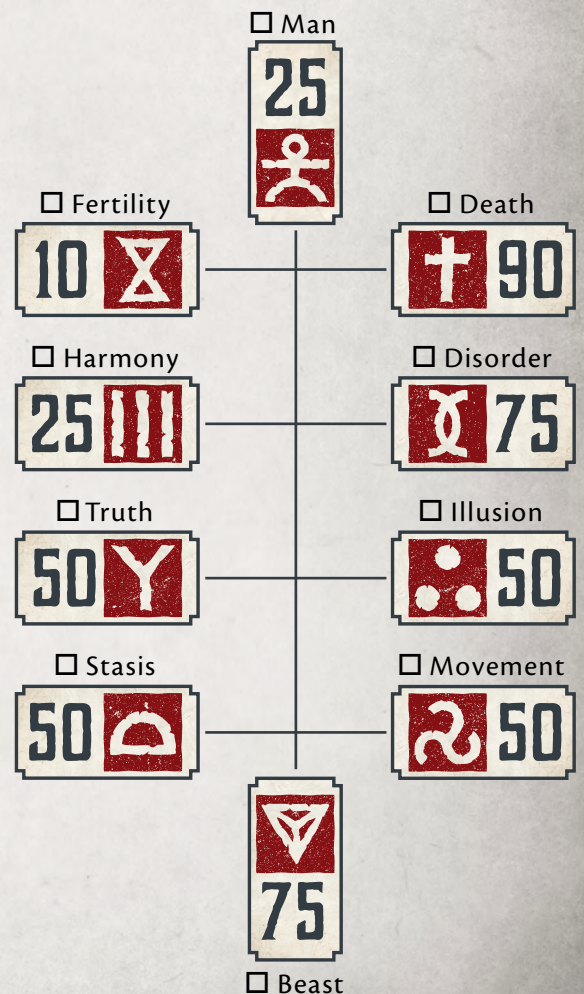 Man
25
Fertility Death
10 90
Harmony Disorder
25 75
Truth Illusion
50 50
Stasis Movement
50 50
75
Beast